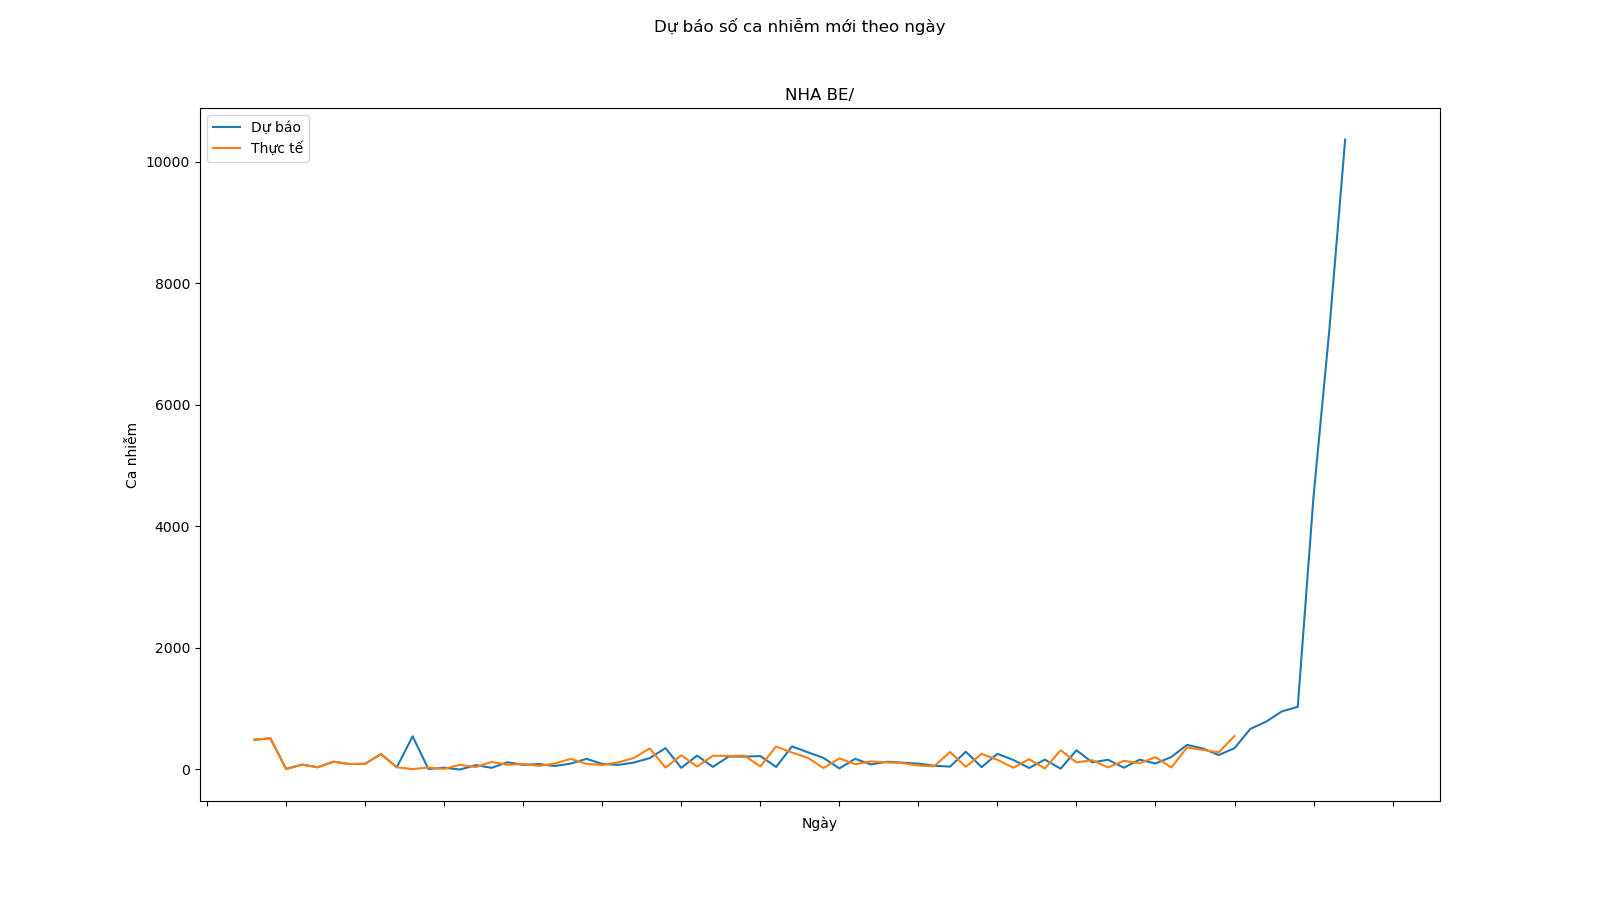 Dự báo số ca nhiễm mới theo ngày
NHA BE/
Dự báo
Thực tế
10000
8000
6000
4000
2000
0
Ca nhiễm
Ngày